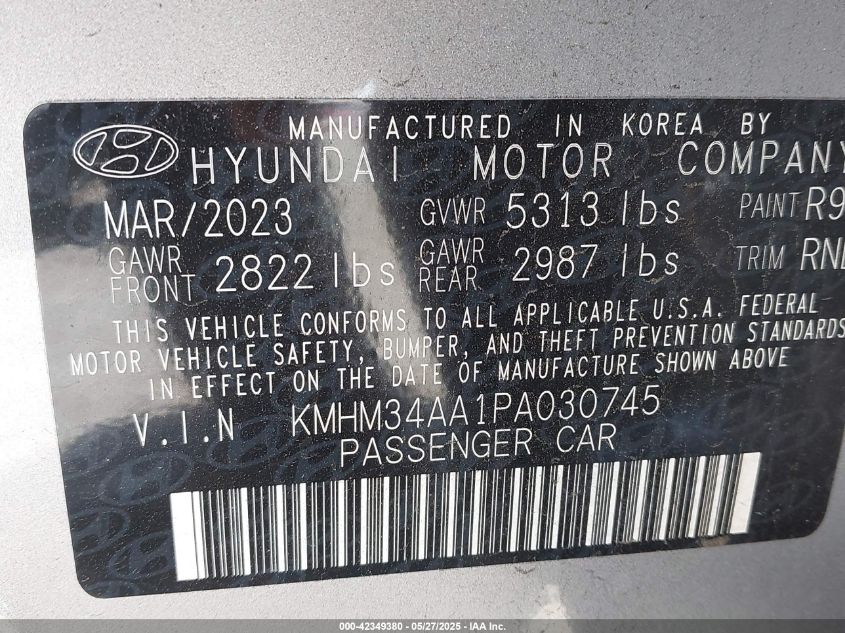 MANUFACTURED IN KOREA BY
HYUNDAI MOTOR COMPANY
MAR/2023 GVWR 5313 lbs PAINT R9
GAWR FRONT 2822 lbs GAWR REAR 2987 lbs TRIM RN
THIS VEHICLE CONFORMS TO ALL APPLICABLE U.S.A. FEDERAL
MOTOR VEHICLE SAFETY, BUMPER, AND THEFT PREVENTION STANDARDS
IN EFFECT ON THE DATE OF MANUFACTURE SHOWN ABOVE
V.I.N KMHM34AA1PA030745
PASSENGER CAR
000-42349380 - 05/27/2025 - IAA Inc.